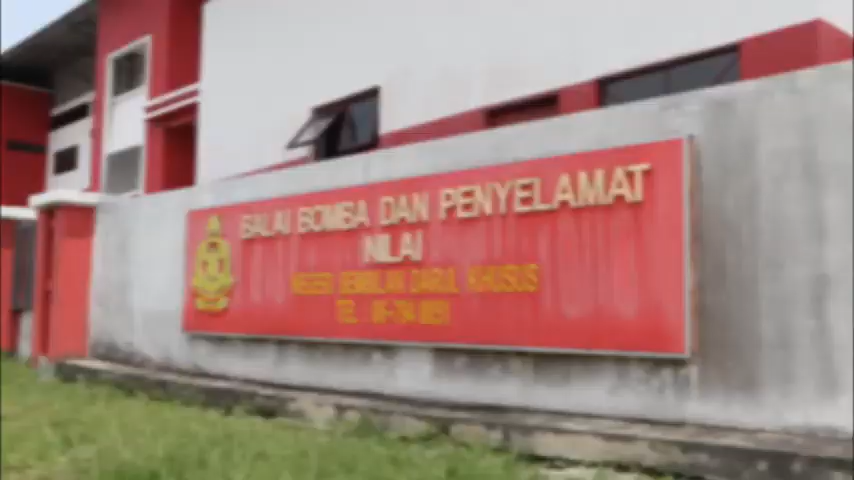 BALAI BOMBA DAN PENYELAMAT
NILAI
NEGERI SEMBILAN DARUL KHUSUS
TEL